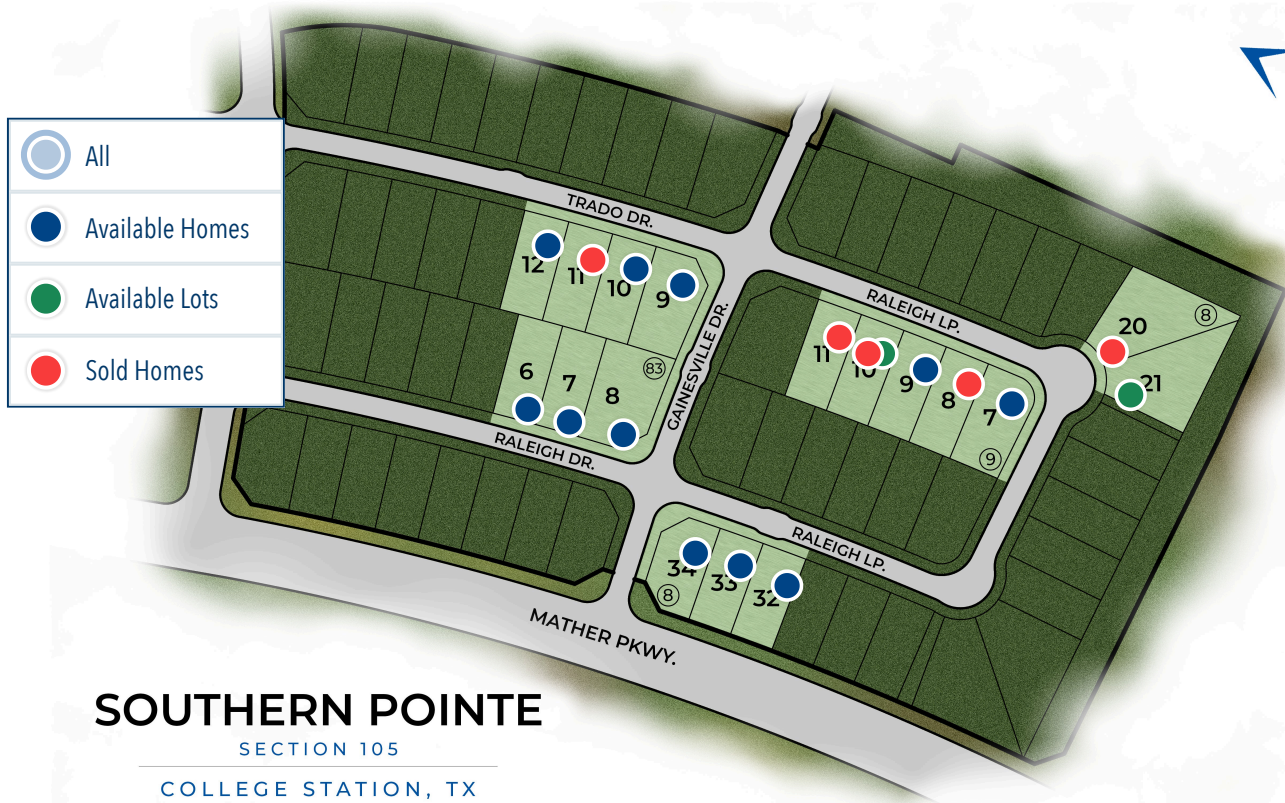 All
Available Homes
Available Lots
Sold Homes
TRADO DR.
12
11
10
9
6
7
8
83
RALEIGH DR.
GAINESVILLE DR.
RALEIGH LP.
11
10
9
8
7
9
20
8
21
RALEIGH LP.
34
33
32
8
MATHER PKWY.
SOUTHERN POINTE
SECTION 105
COLLEGE STATION, TX